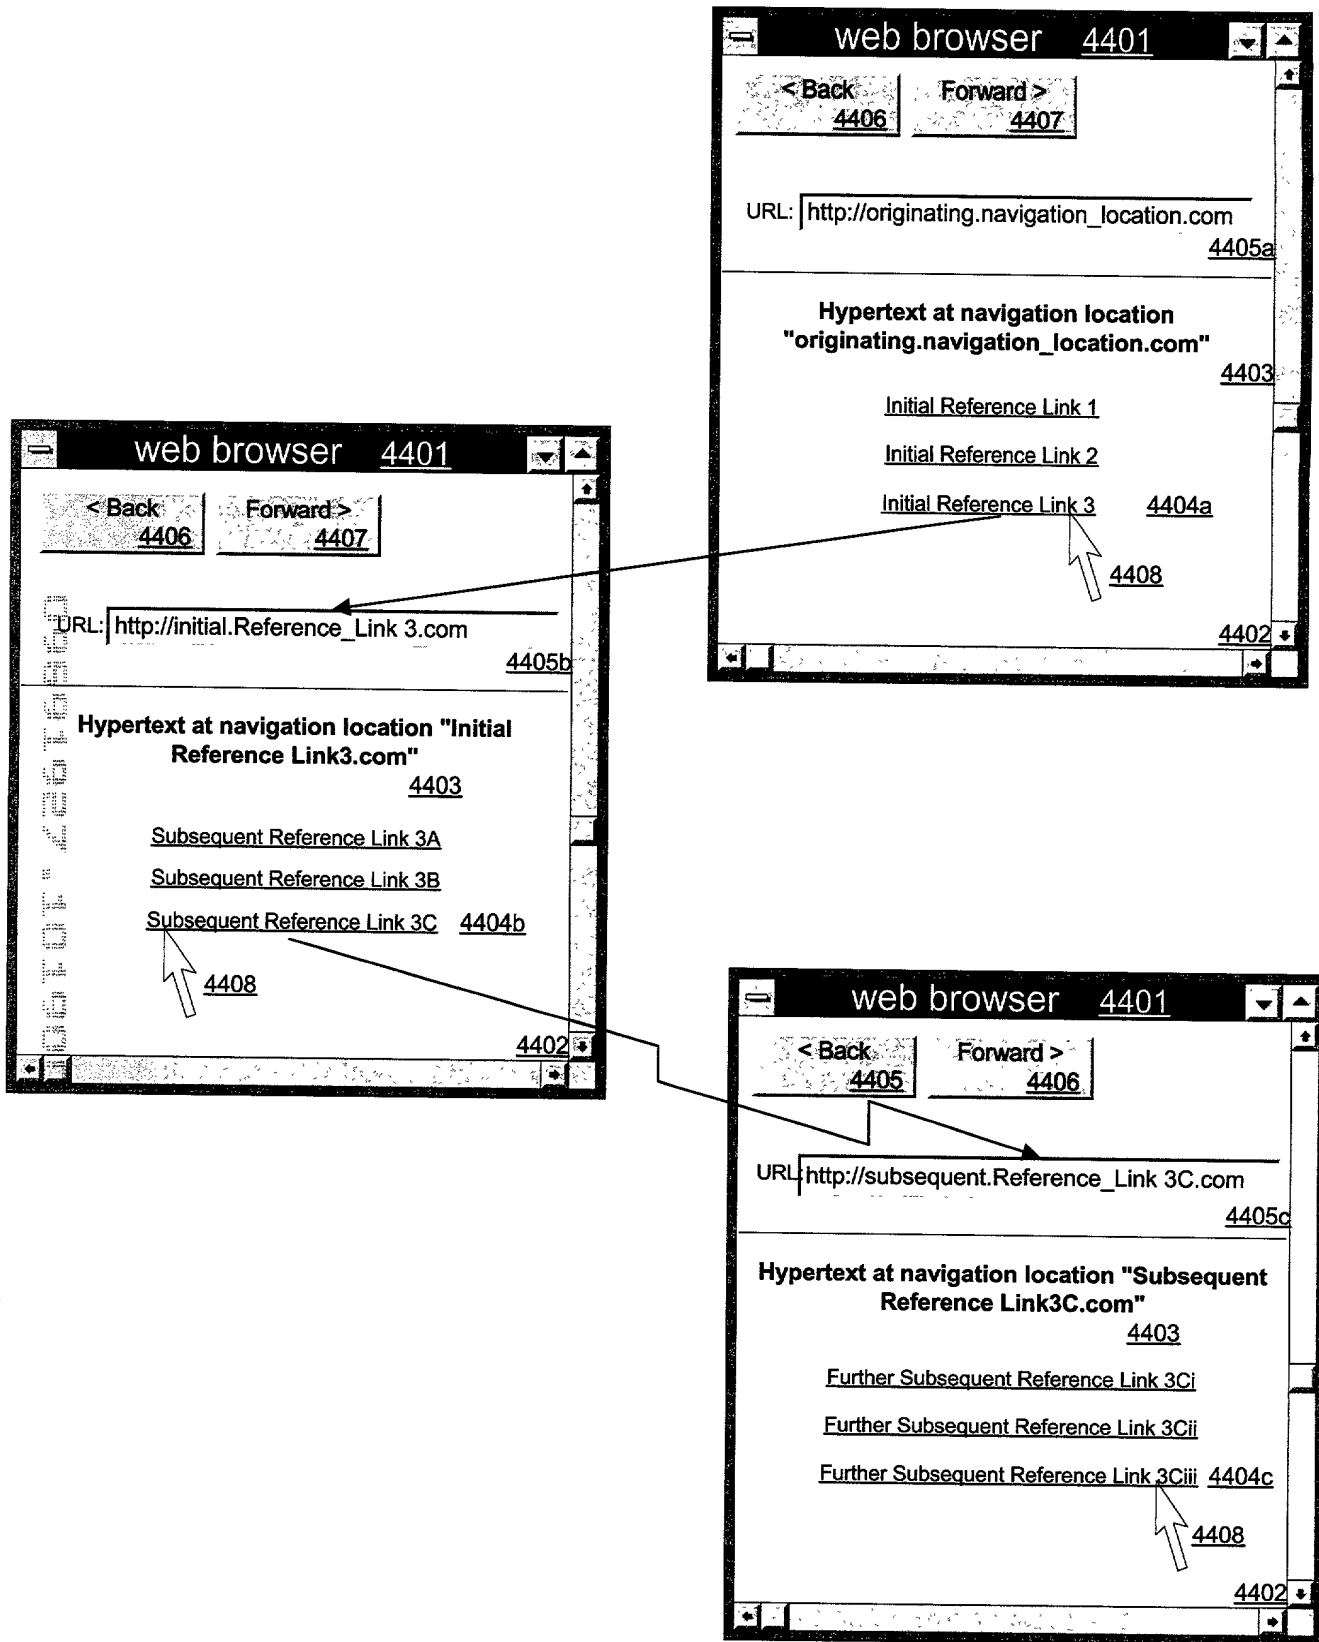 web browser 4401
< Back
4406
Forward >
4407
URL: http://originating.navigation_location.com
4405a
Hypertext at navigation location
"originating.navigation_location.com"
4403
Initial Reference Link 1
Initial Reference Link 2
Initial Reference Link 3 4404a
4408
4402
web browser 4401
< Back
4406
Forward >
4407
URL: http://initial.Reference_Link 3.com
4405b
Hypertext at navigation location "Initial
Reference Link3.com"
4403
Subsequent Reference Link 3A
Subsequent Reference Link 3B
Subsequent Reference Link 3C 4404b
4408
4402
web browser 4401
< Back
4405
Forward >
4406
URL: http://subsequent.Reference_Link 3C.com
4405c
Hypertext at navigation location "Subsequent
Reference Link3C.com"
4403
Further Subsequent Reference Link 3Ci
Further Subsequent Reference Link 3Cii
Further Subsequent Reference Link 3Ciii 4404c
4408
4402